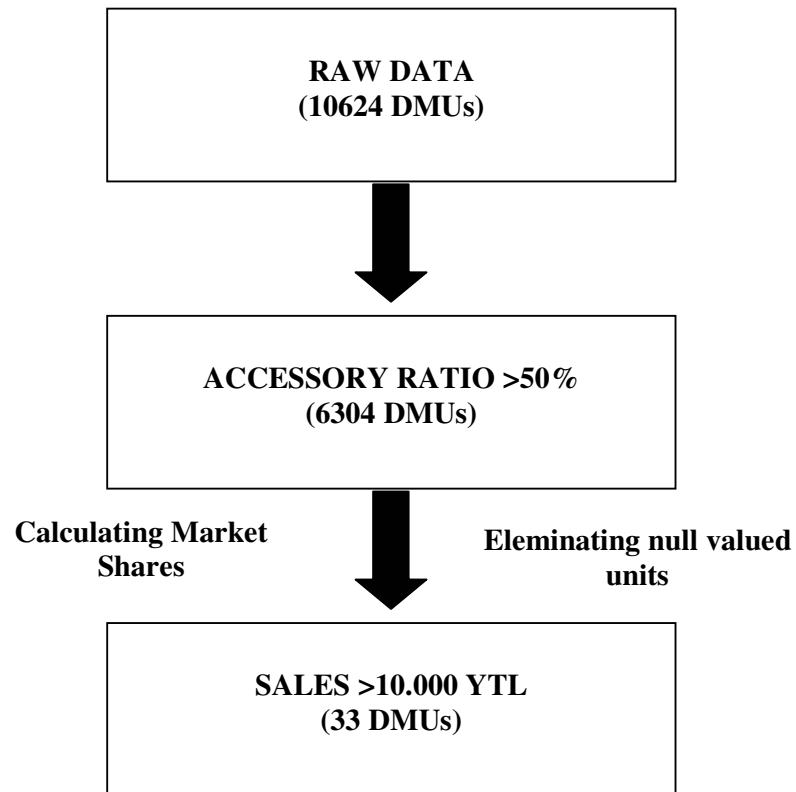 RAW DATA
(10624 DMUs)
ACCESSORY RATIO >50%
(6304 DMUs)
Calculating Market
Shares
Eleminating null valued
units
SALES >10.000 YTL
(33 DMUs)